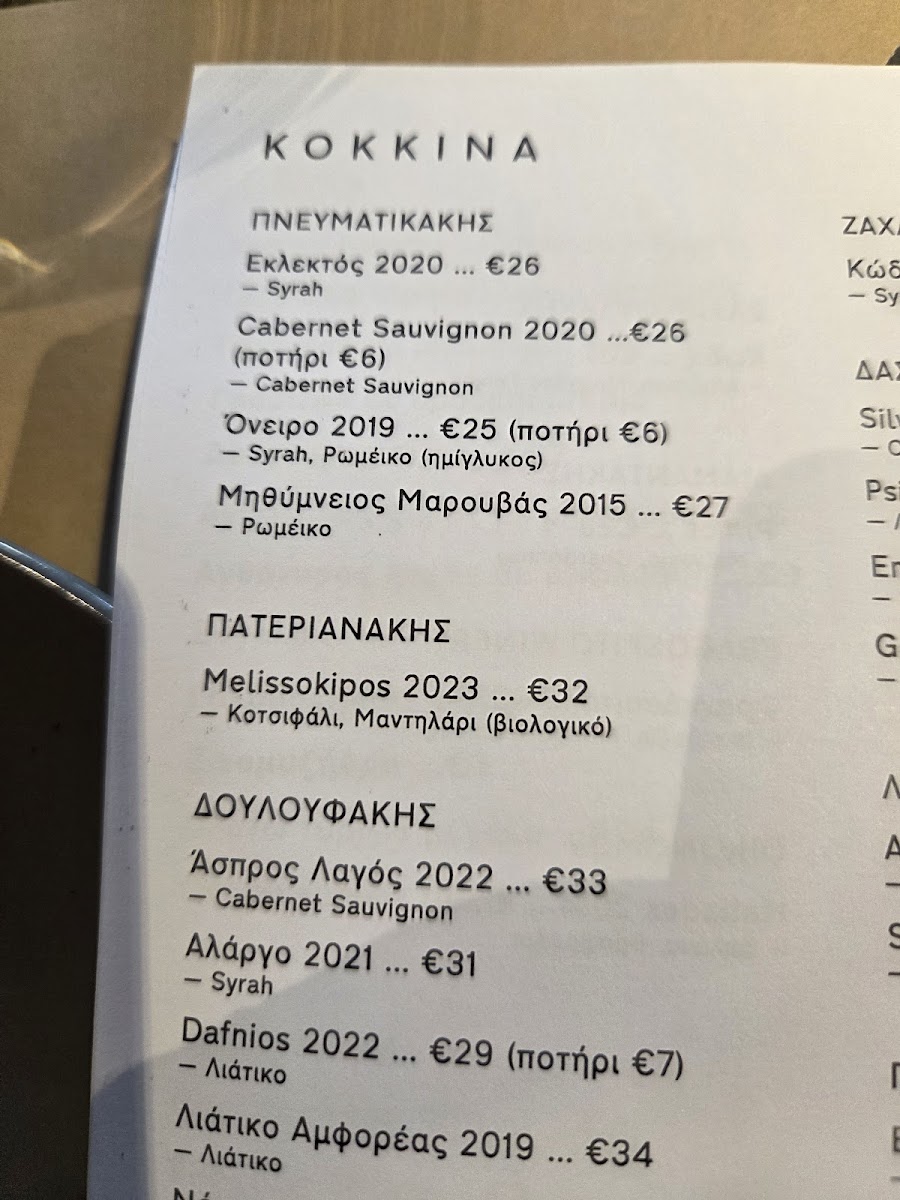 ΚΟΚΚΙΝΑ
ΠΝΕΥΜΑΤΙΚΑΚΗΣ
Εκλεκτός 2020 ... €26
– Syrah
Cabernet Sauvignon 2020 ...€26
(ποτήρι €6)
– Cabernet Sauvignon
Όνειρο 2019 ... €25 (ποτήρι €6)
– Syrah, Ρωμέικο (ημίγλυκος)
Μηθύμνειος Μαρουβάς 2015 ... €27
– Ρωμέικο
ΠΑΤΕΡΙΑΝΑΚΗΣ
Melissokipos 2023 ... €32
– Κοτσιφάλι, Μαντηλάρι (βιολογικό)
ΔΟΥΛΟΥΦΑΚΗΣ
Άσπρος Λαγός 2022 ... €33
– Cabernet Sauvignon
Αλάργο 2021 ... €31
– Syrah
Dafnios 2022 ... €29 (ποτήρι €7)
– Λιάτικο
Λιάτικο Αμφορέας 2019 ... €34
– Λιάτικο